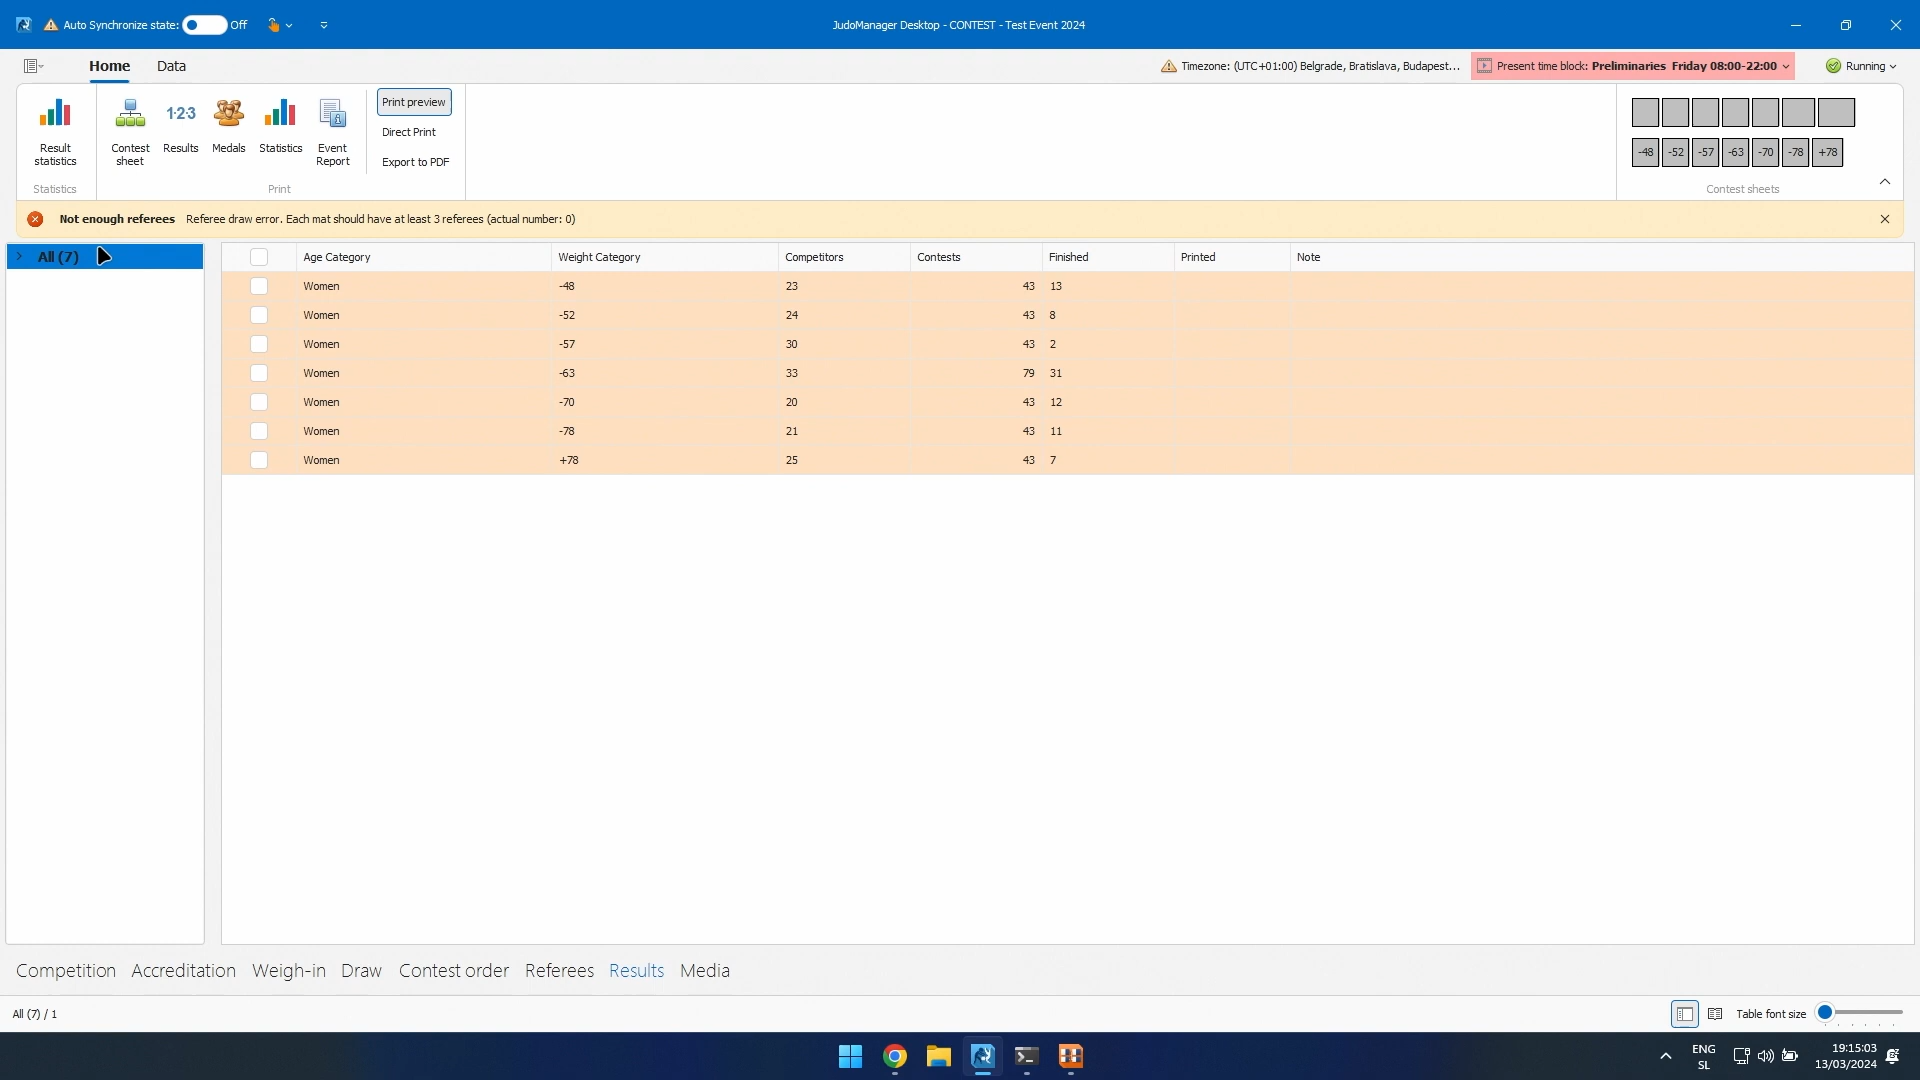 Auto Synchronize state: Off
JudoManager Desktop - CONTEST - Test Event 2024
Home Data
Timezone: (UTC+01:00) Belgrade, Bratislava, Budapest...
Present time block: Preliminaries Friday 08:00-22:00
Running
Result statistics
Contest sheet
1-2-3
Results
Medals
Statistics
Event Report
Print preview
Direct Print
Export to PDF
-48 -52 -57 -63 -70 -78 +78
Statistics
Print
Contest sheets
Not enough referees Referee draw error. Each mat should have at least 3 referees (actual number: 0)
All (7)
Age Category Weight Category Competitors Contests Finished Printed Note
Women -48 23 43 13
Women -52 24 43 8
Women -57 30 43 2
Women -63 33 79 31
Women -70 20 43 12
Women -78 21 43 11
Women +78 25 43 7
Competition Accreditation Weigh-in Draw Contest order Referees Results Media
All (7) / 1
Table font size
ENG
SL
19:15:03
13/03/2024